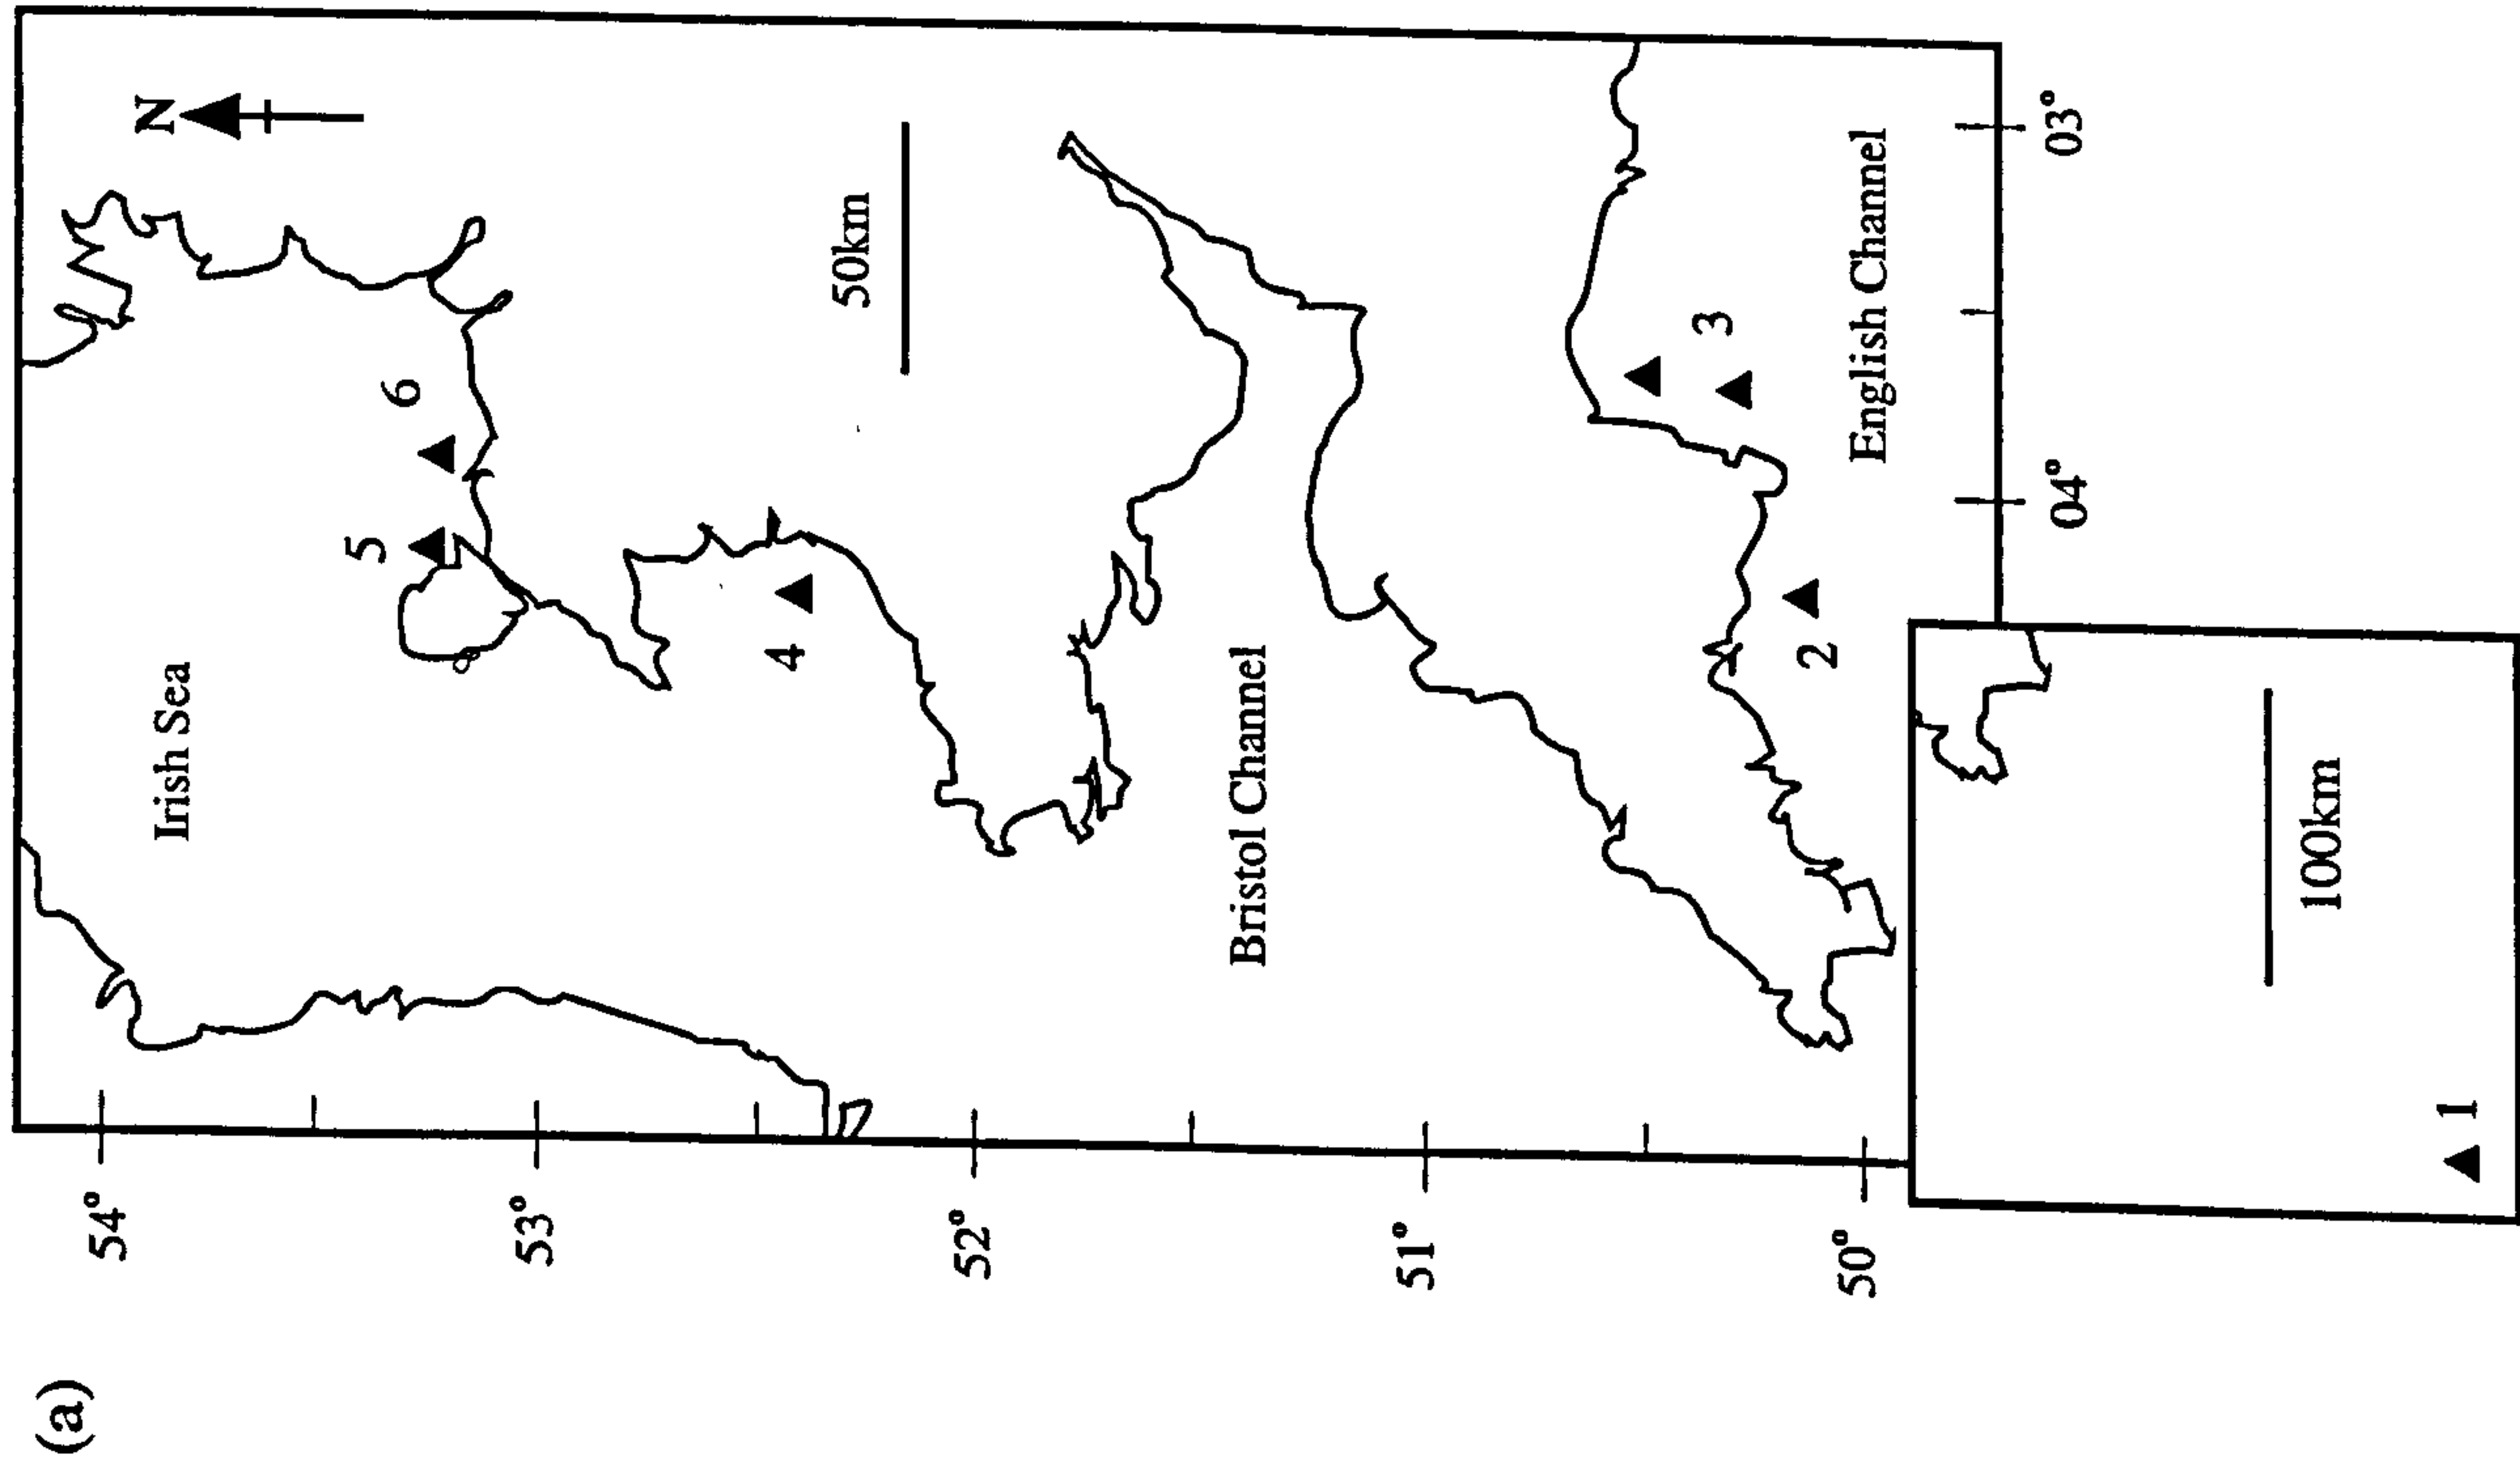 (a)
N
Irish Sea
54°
53°
52°
51°
50°
5
6
4
50km
Bristol Channel
3
2
English Channel
04°
03°
100km
1